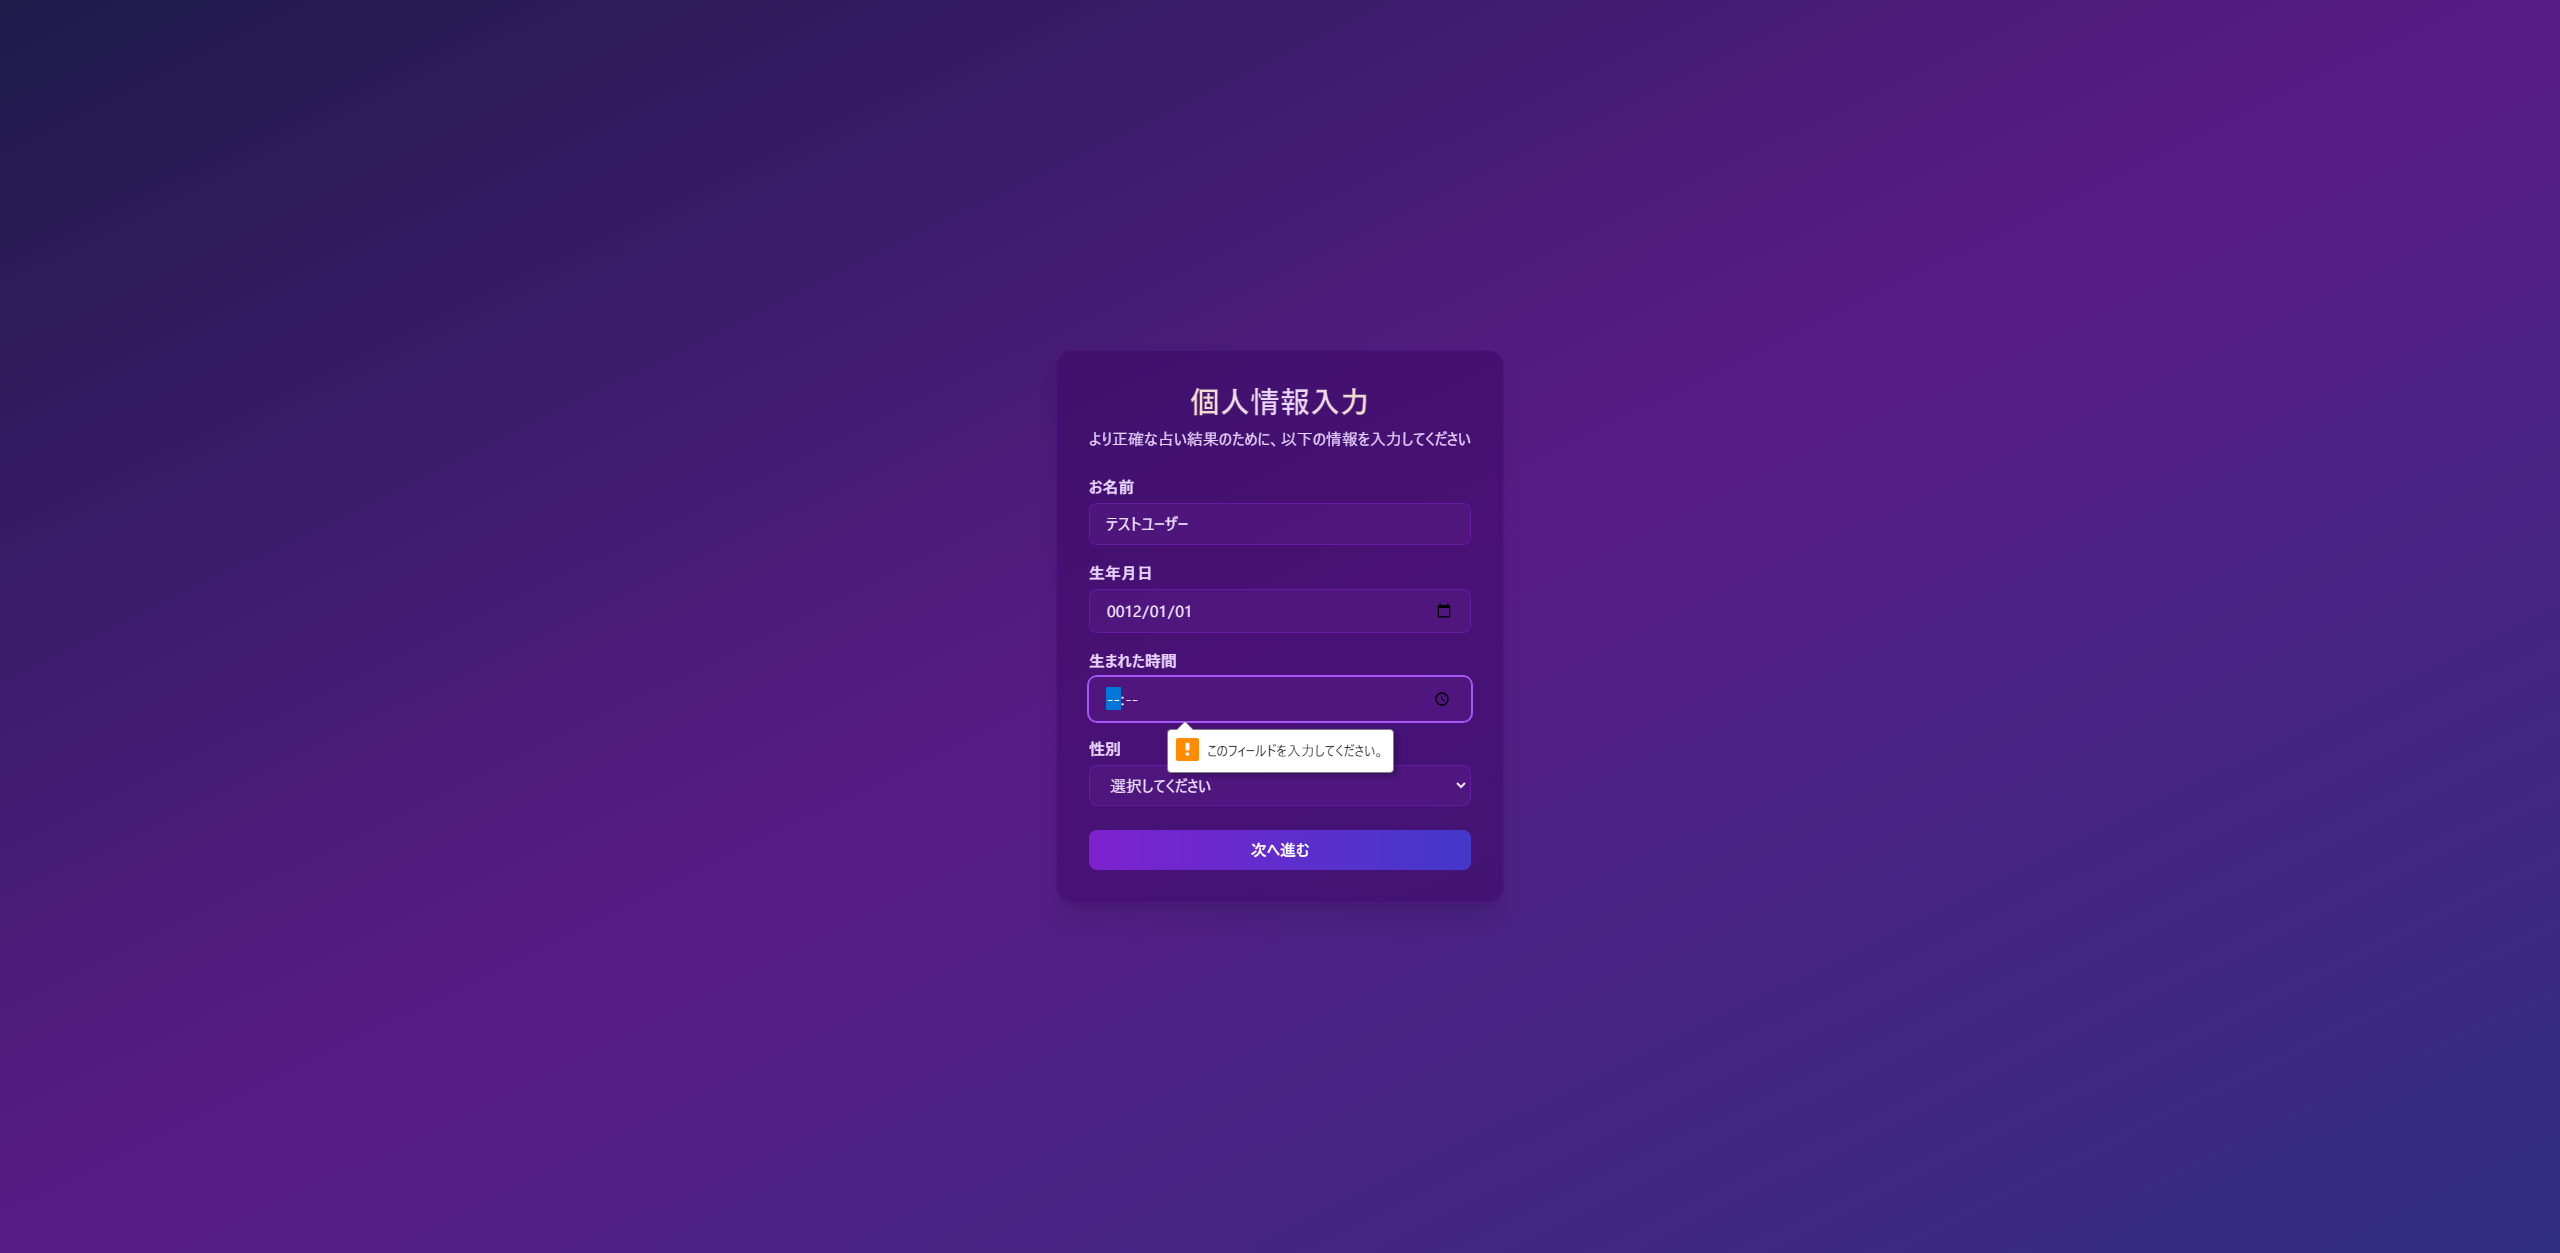 個人情報入力
より正確な占い結果のために、以下の情報を入力してください
お名前
テストユーザー
生年月日
0012/01/01
生まれた時間
--:--
このフィールドを入力してください。
性別
選択してください
次へ進む